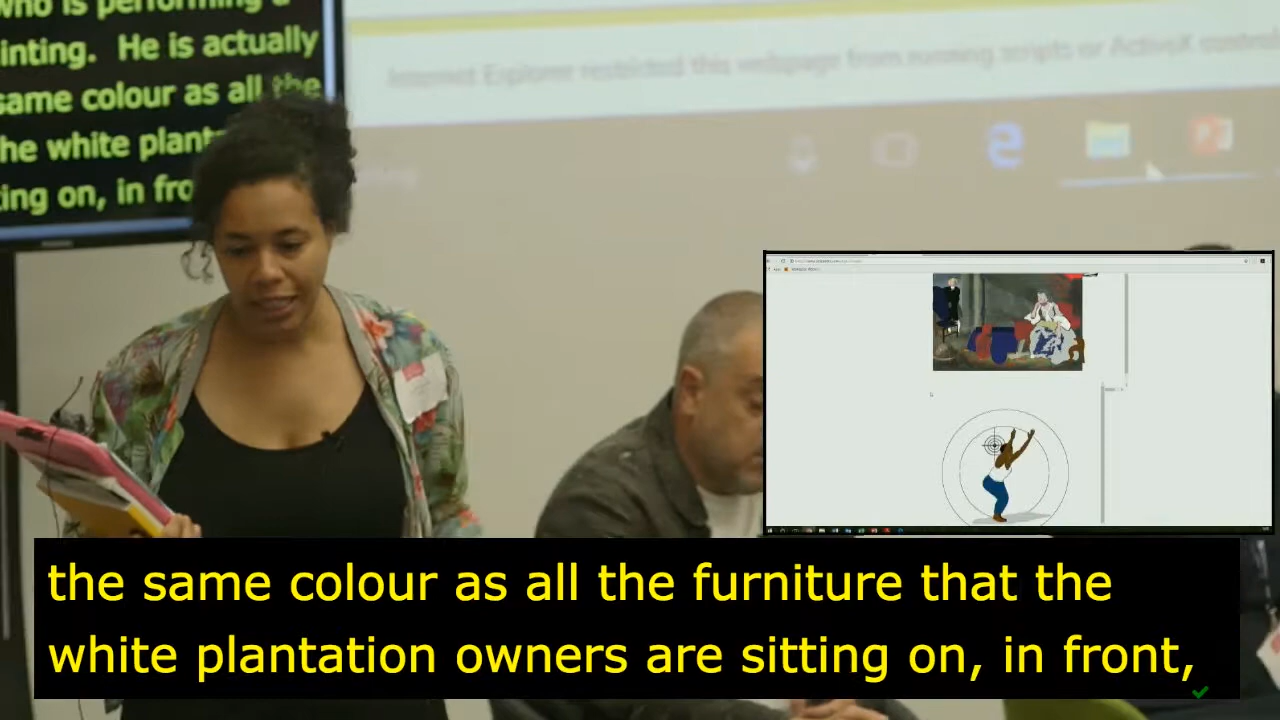 who is performing a
inting. He is actually
same colour as all the
he white plant
ing on, in fro
Internet Explorer restricted this webpage from running scripts or ActiveX control
the same colour as all the furniture that the
white plantation owners are sitting on, in front,